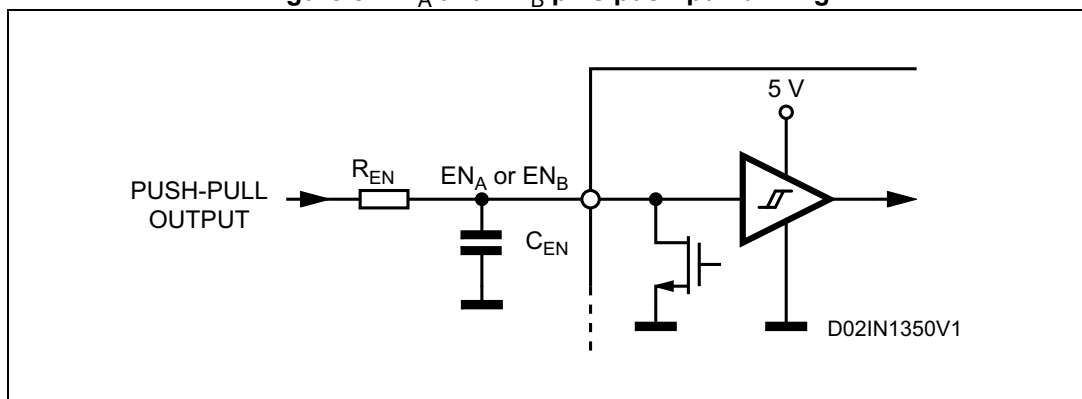 5 V
R_EN
EN_A or EN_B
PUSH-PULL
OUTPUT
C_EN
D02IN1350V1